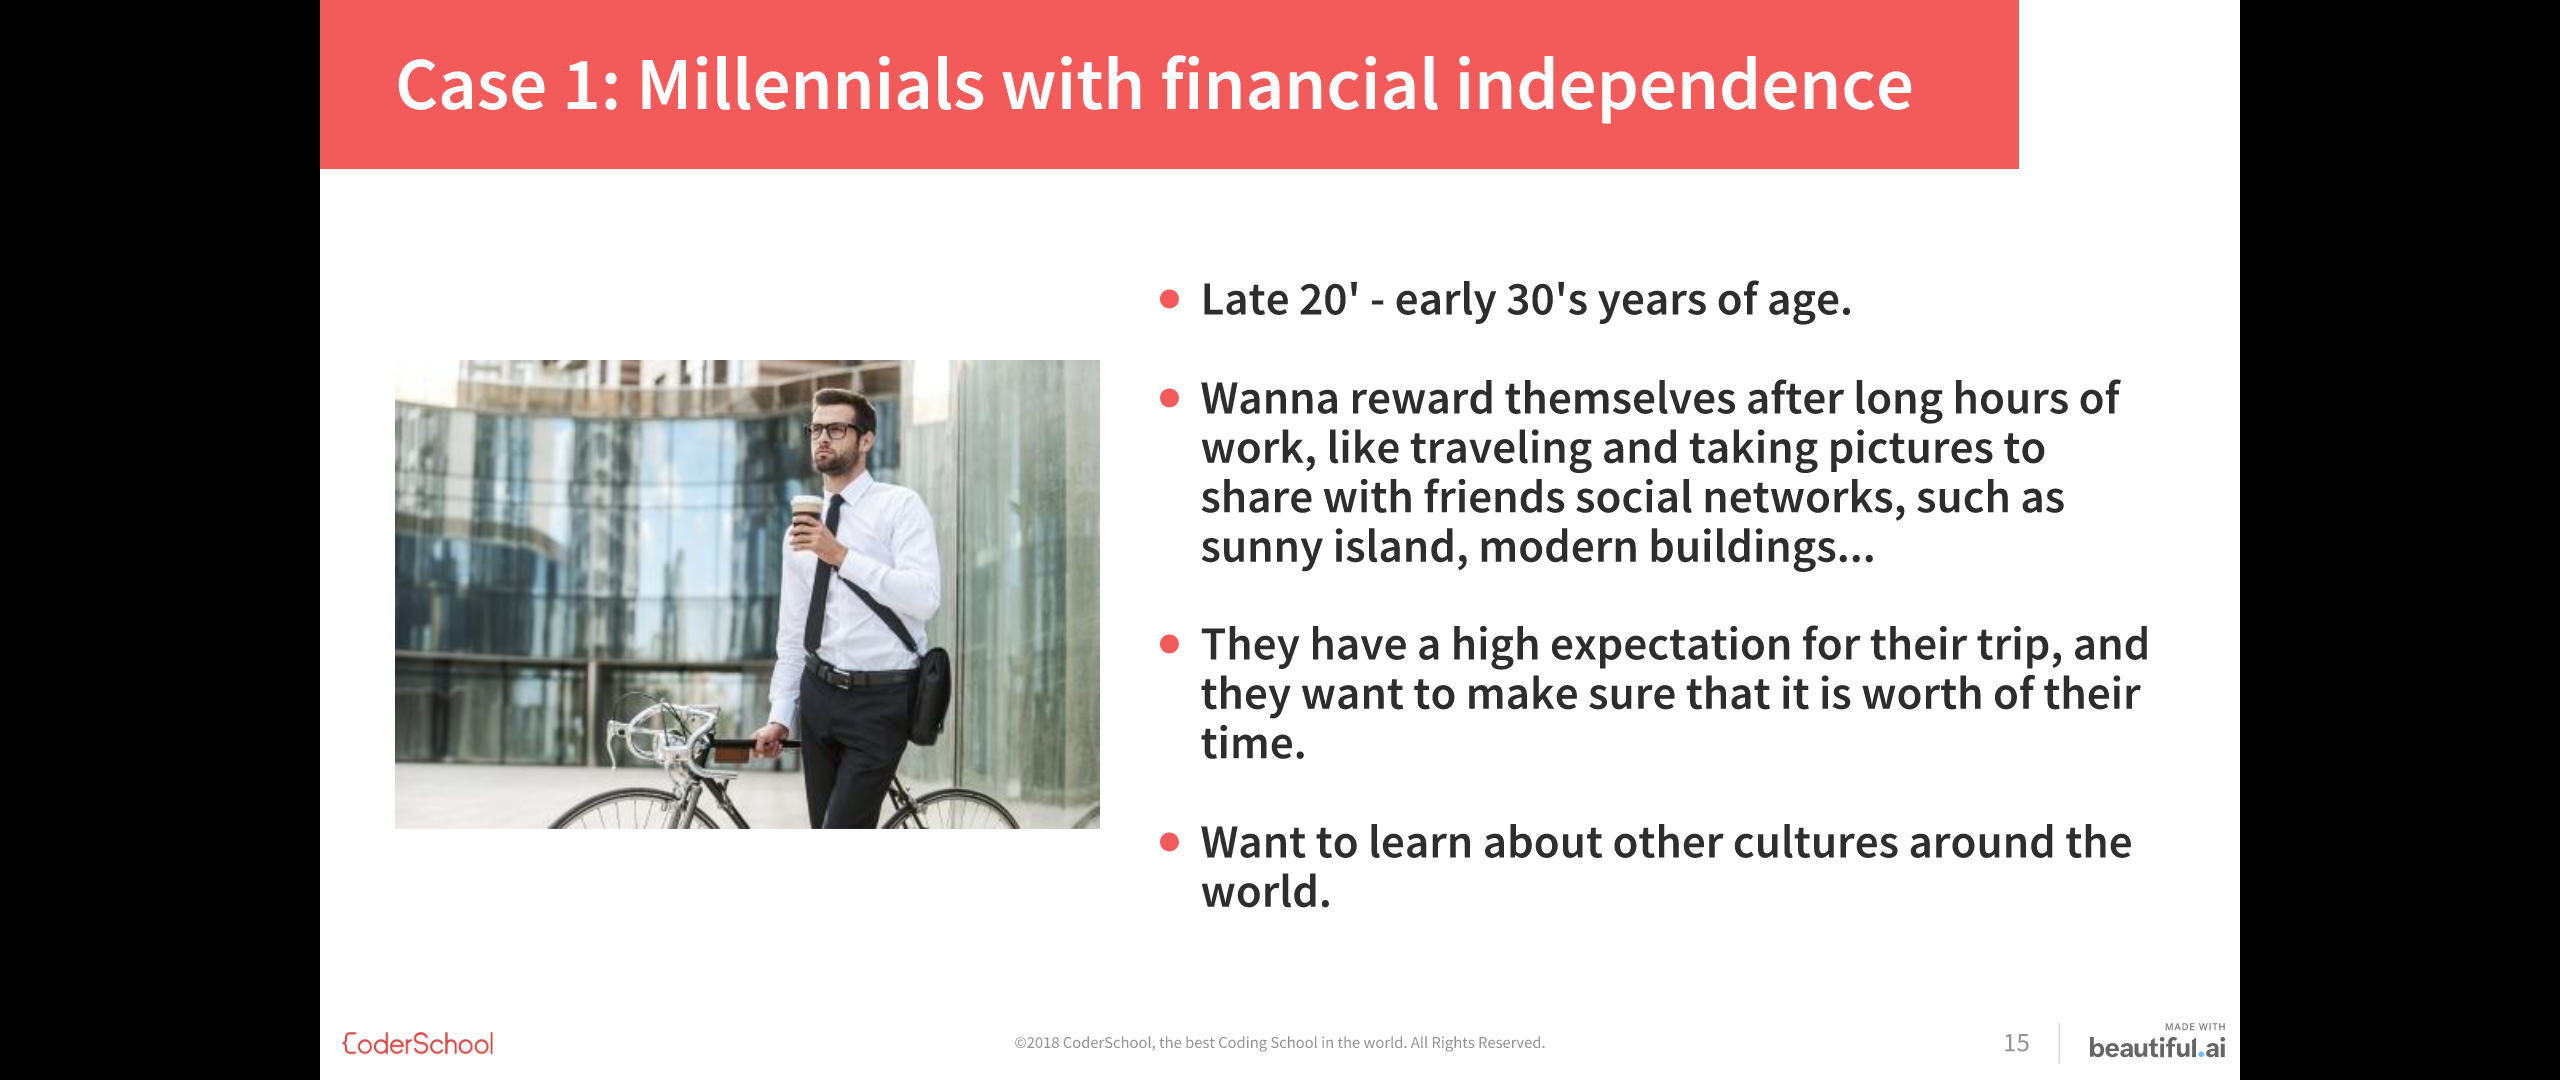 Case 1: Millennials with financial independence
Late 20' - early 30's years of age.
Wanna reward themselves after long hours of
work, like traveling and taking pictures to
share with friends social networks, such as
sunny island, modern buildings...
They have a high expectation for their trip, and
they want to make sure that it is worth of their
time.
Want to learn about other cultures around the
world.
CoderSchool
©2018 CoderSchool, the best Coding School in the world. All Rights Reserved.
15
MADE WITH
beautiful.ai